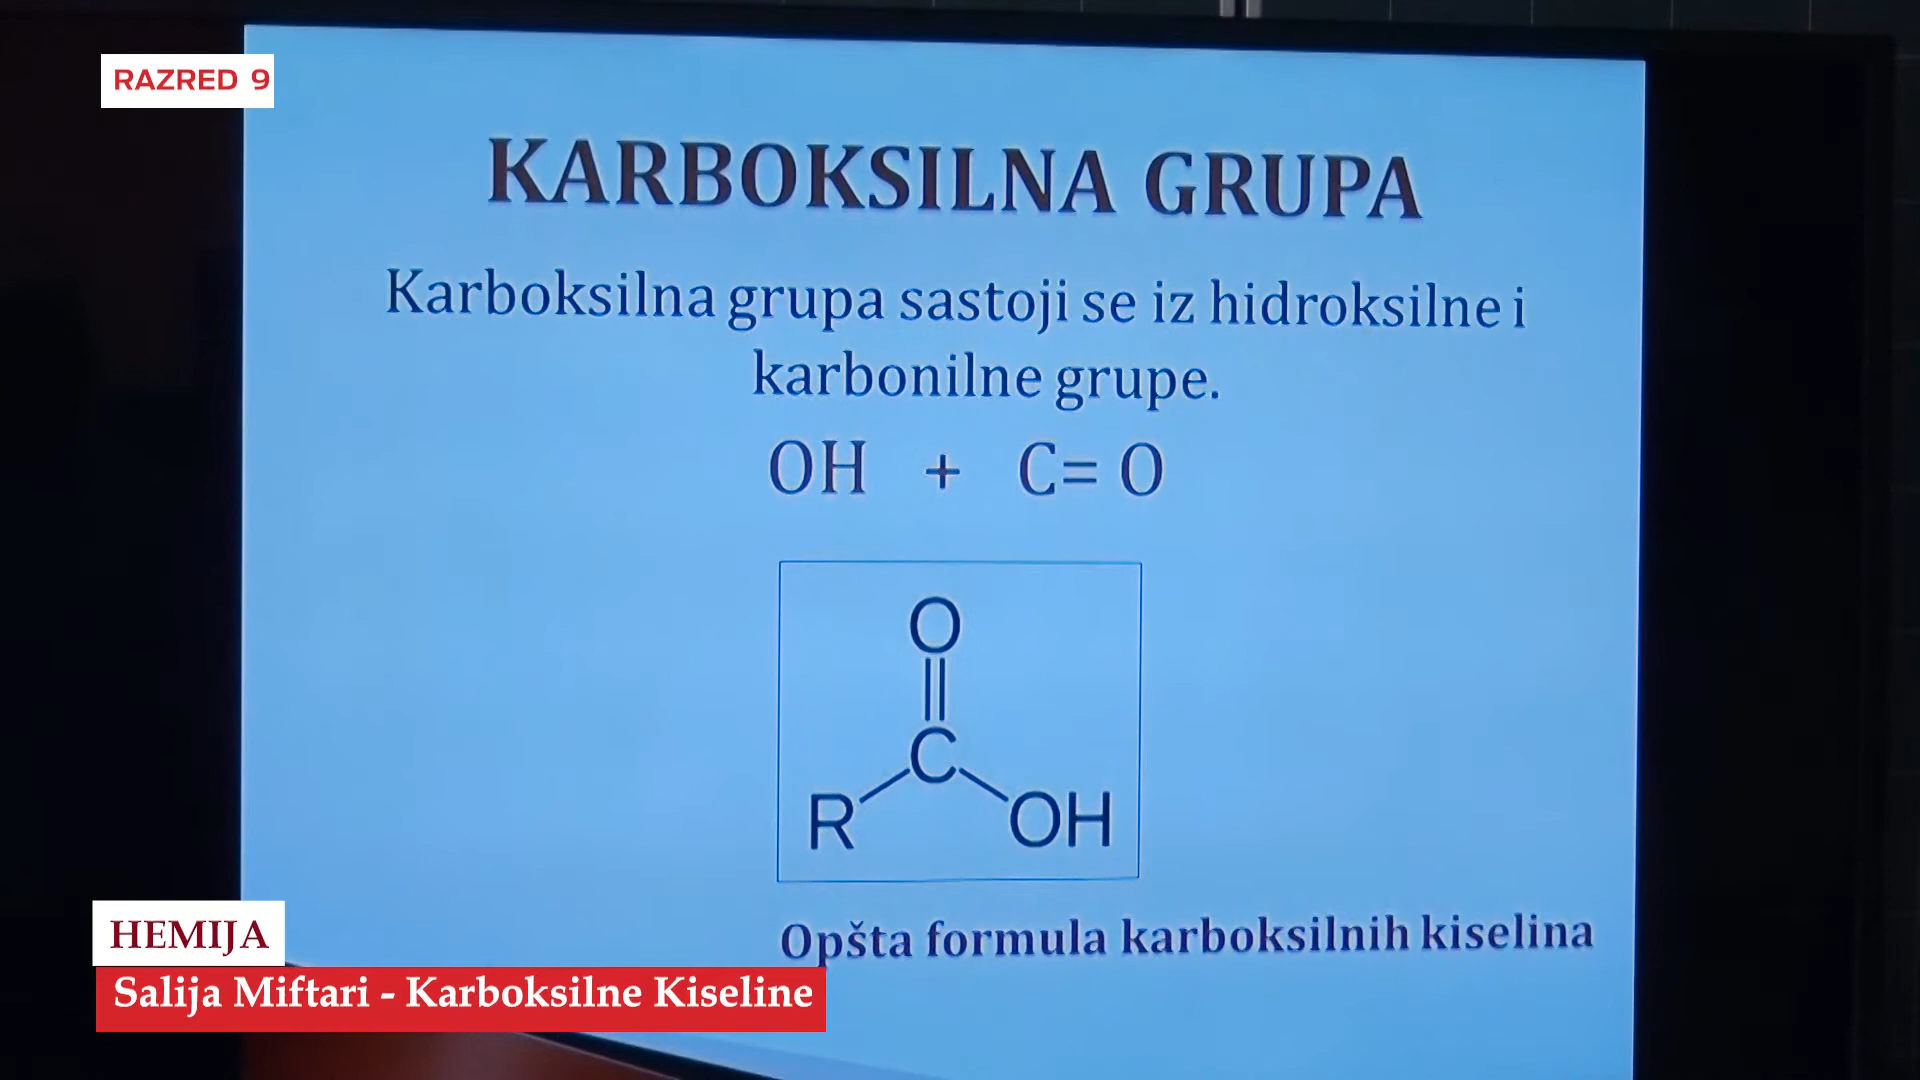 RAZRED 9
KARBOKSILNA GRUPA
Karboksilna grupa sastoji se iz hidroksilne i
karbonilne grupe.
OH + C= O
O
C
R
OH
Opšta formula karboksilnih kiselina
HEMIJA
Salija Miftari - Karboksilne Kiseline